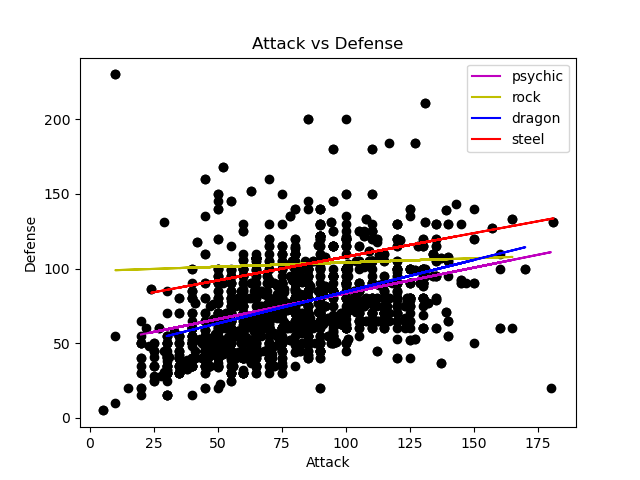 Attack vs Defense
psychic
rock
dragon
steel
Defense
200
150
100
50
0
0 25 50 75 100 125 150 175
Attack